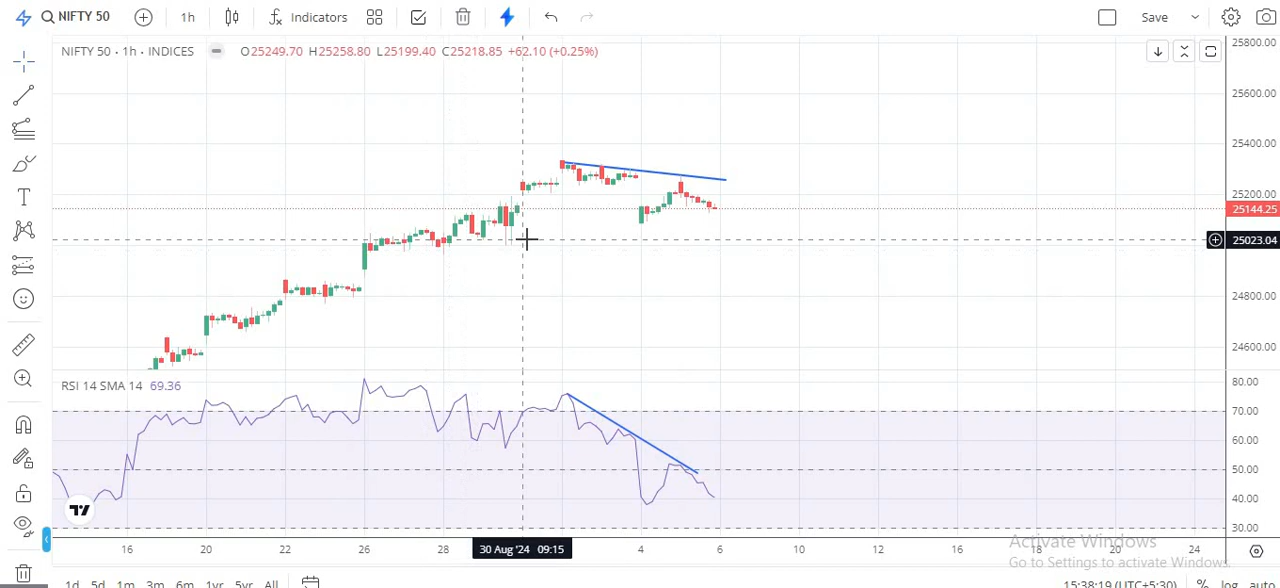 NIFTY 50 1h Indicators Save
NIFTY 50 · 1h · INDICES O25249.70 H25258.80 L25199.40 C25218.85 +62.10 (+0.25%)
25800.00
25600.00
25400.00
25200.00
25144.25
25023.04
24800.00
24600.00
RSI 14 SMA 14 69.36
80.00
70.00
60.00
50.00
40.00
30.00
16 20 22 26 28 30 Aug '24 09:15 4 6 10 12 16 18 20 24
Activate Windows
Go to Settings to activate Windows.
1d 5d 1m 3m 6m 1yr 5yr All 15:38:19 (UTC+5:30) % log auto